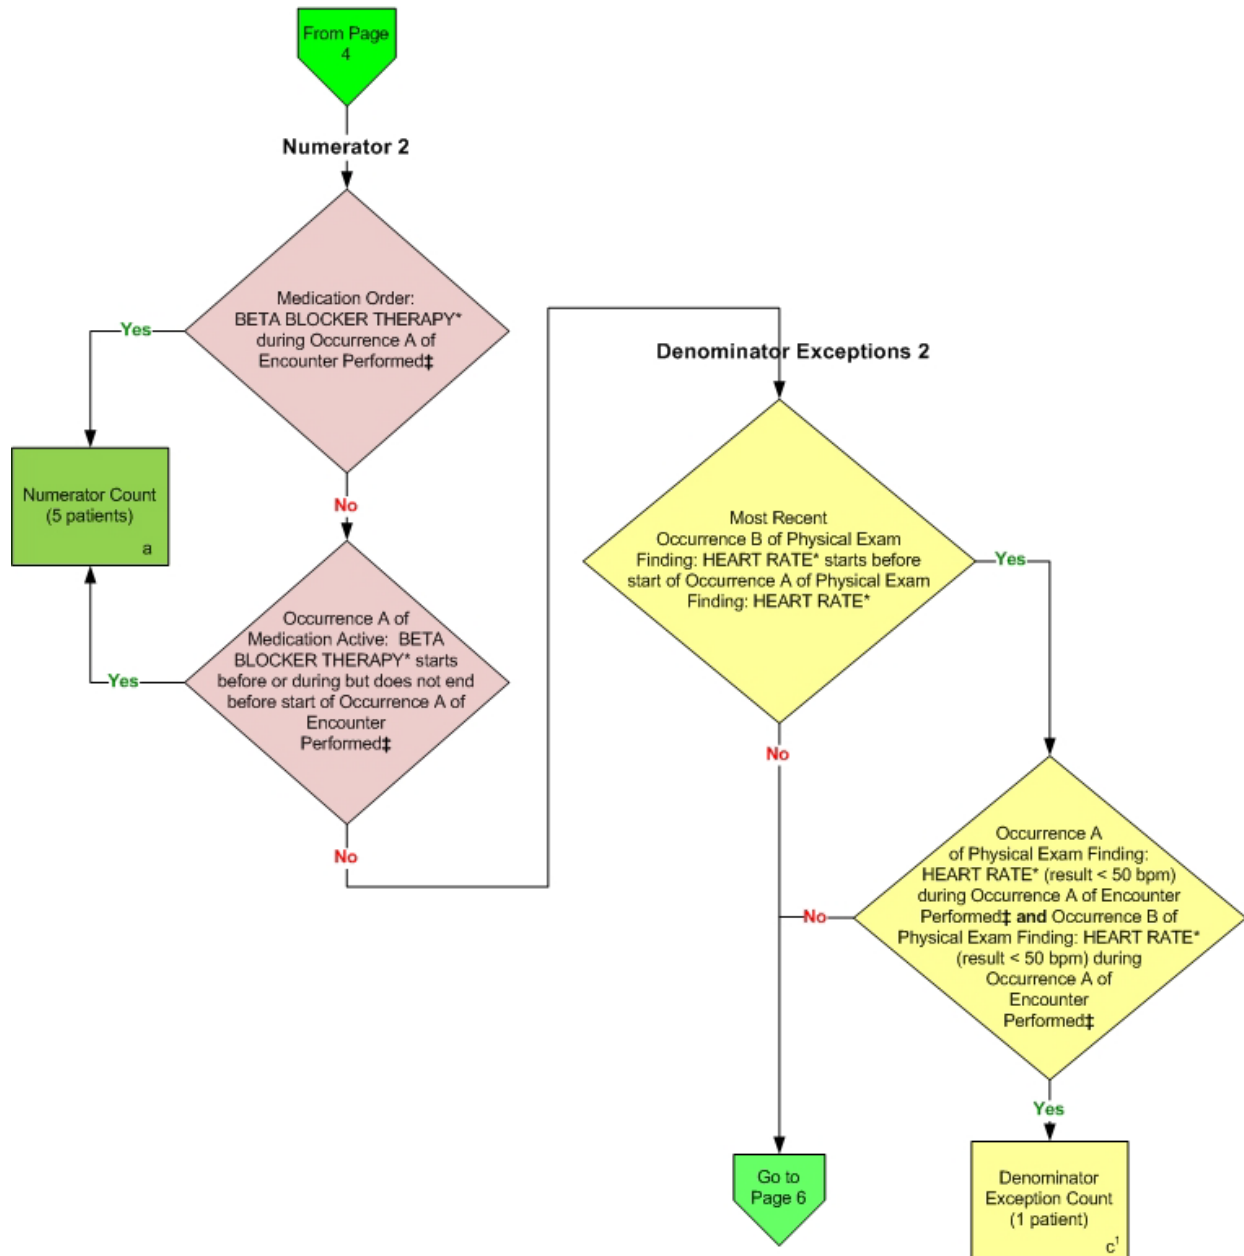 From Page
4
Numerator 2
Medication Order:
BETA BLOCKER THERAPY*
during Occurrence A of
Encounter Performed‡
Yes
No
Numerator Count
(5 patients)
a
Occurrence A of
Medication Active:  BETA
BLOCKER THERAPY* starts
before or during but does not end
before start of Occurrence A of
Encounter
Performed‡
Yes
No
Denominator Exceptions 2
Most Recent
Occurrence B of Physical Exam
Finding: HEART RATE* starts before
start of Occurrence A of Physical Exam
Finding: HEART RATE*
Yes
No
Occurrence A
of Physical Exam Finding:
HEART RATE* (result < 50 bpm)
during Occurrence A of Encounter
Performed‡ and Occurrence B of
Physical Exam Finding: HEART RATE*
(result < 50 bpm) during
Occurrence A of
Encounter
Performed‡
No
Yes
Go to
Page 6
Denominator
Exception Count
(1 patient)
c¹